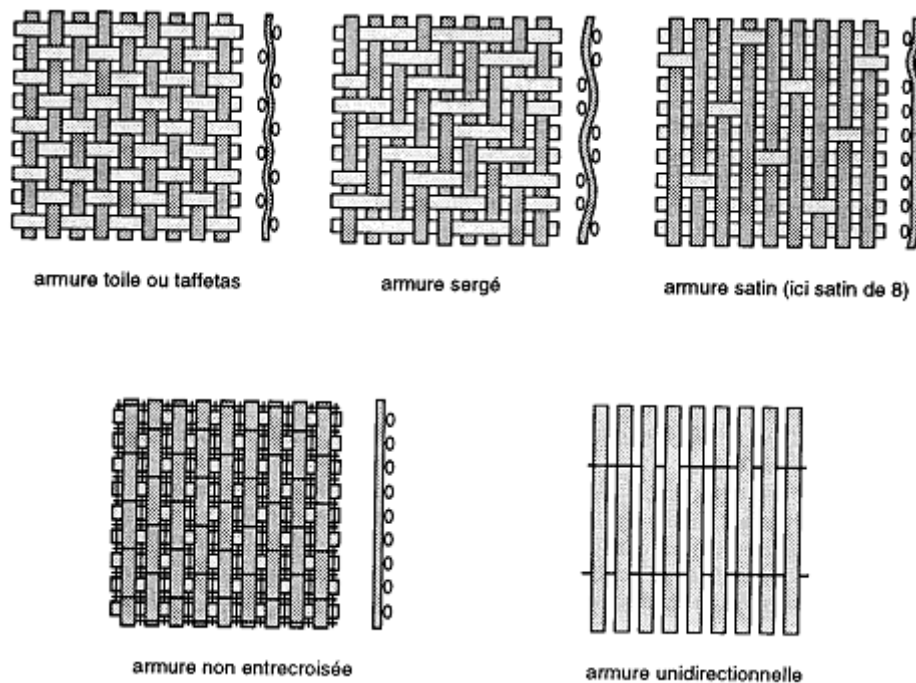 armure toile ou taffetas
armure sergé
armure satin (ici satin de 8)
armure non entrecroisée
armure unidirectionnelle